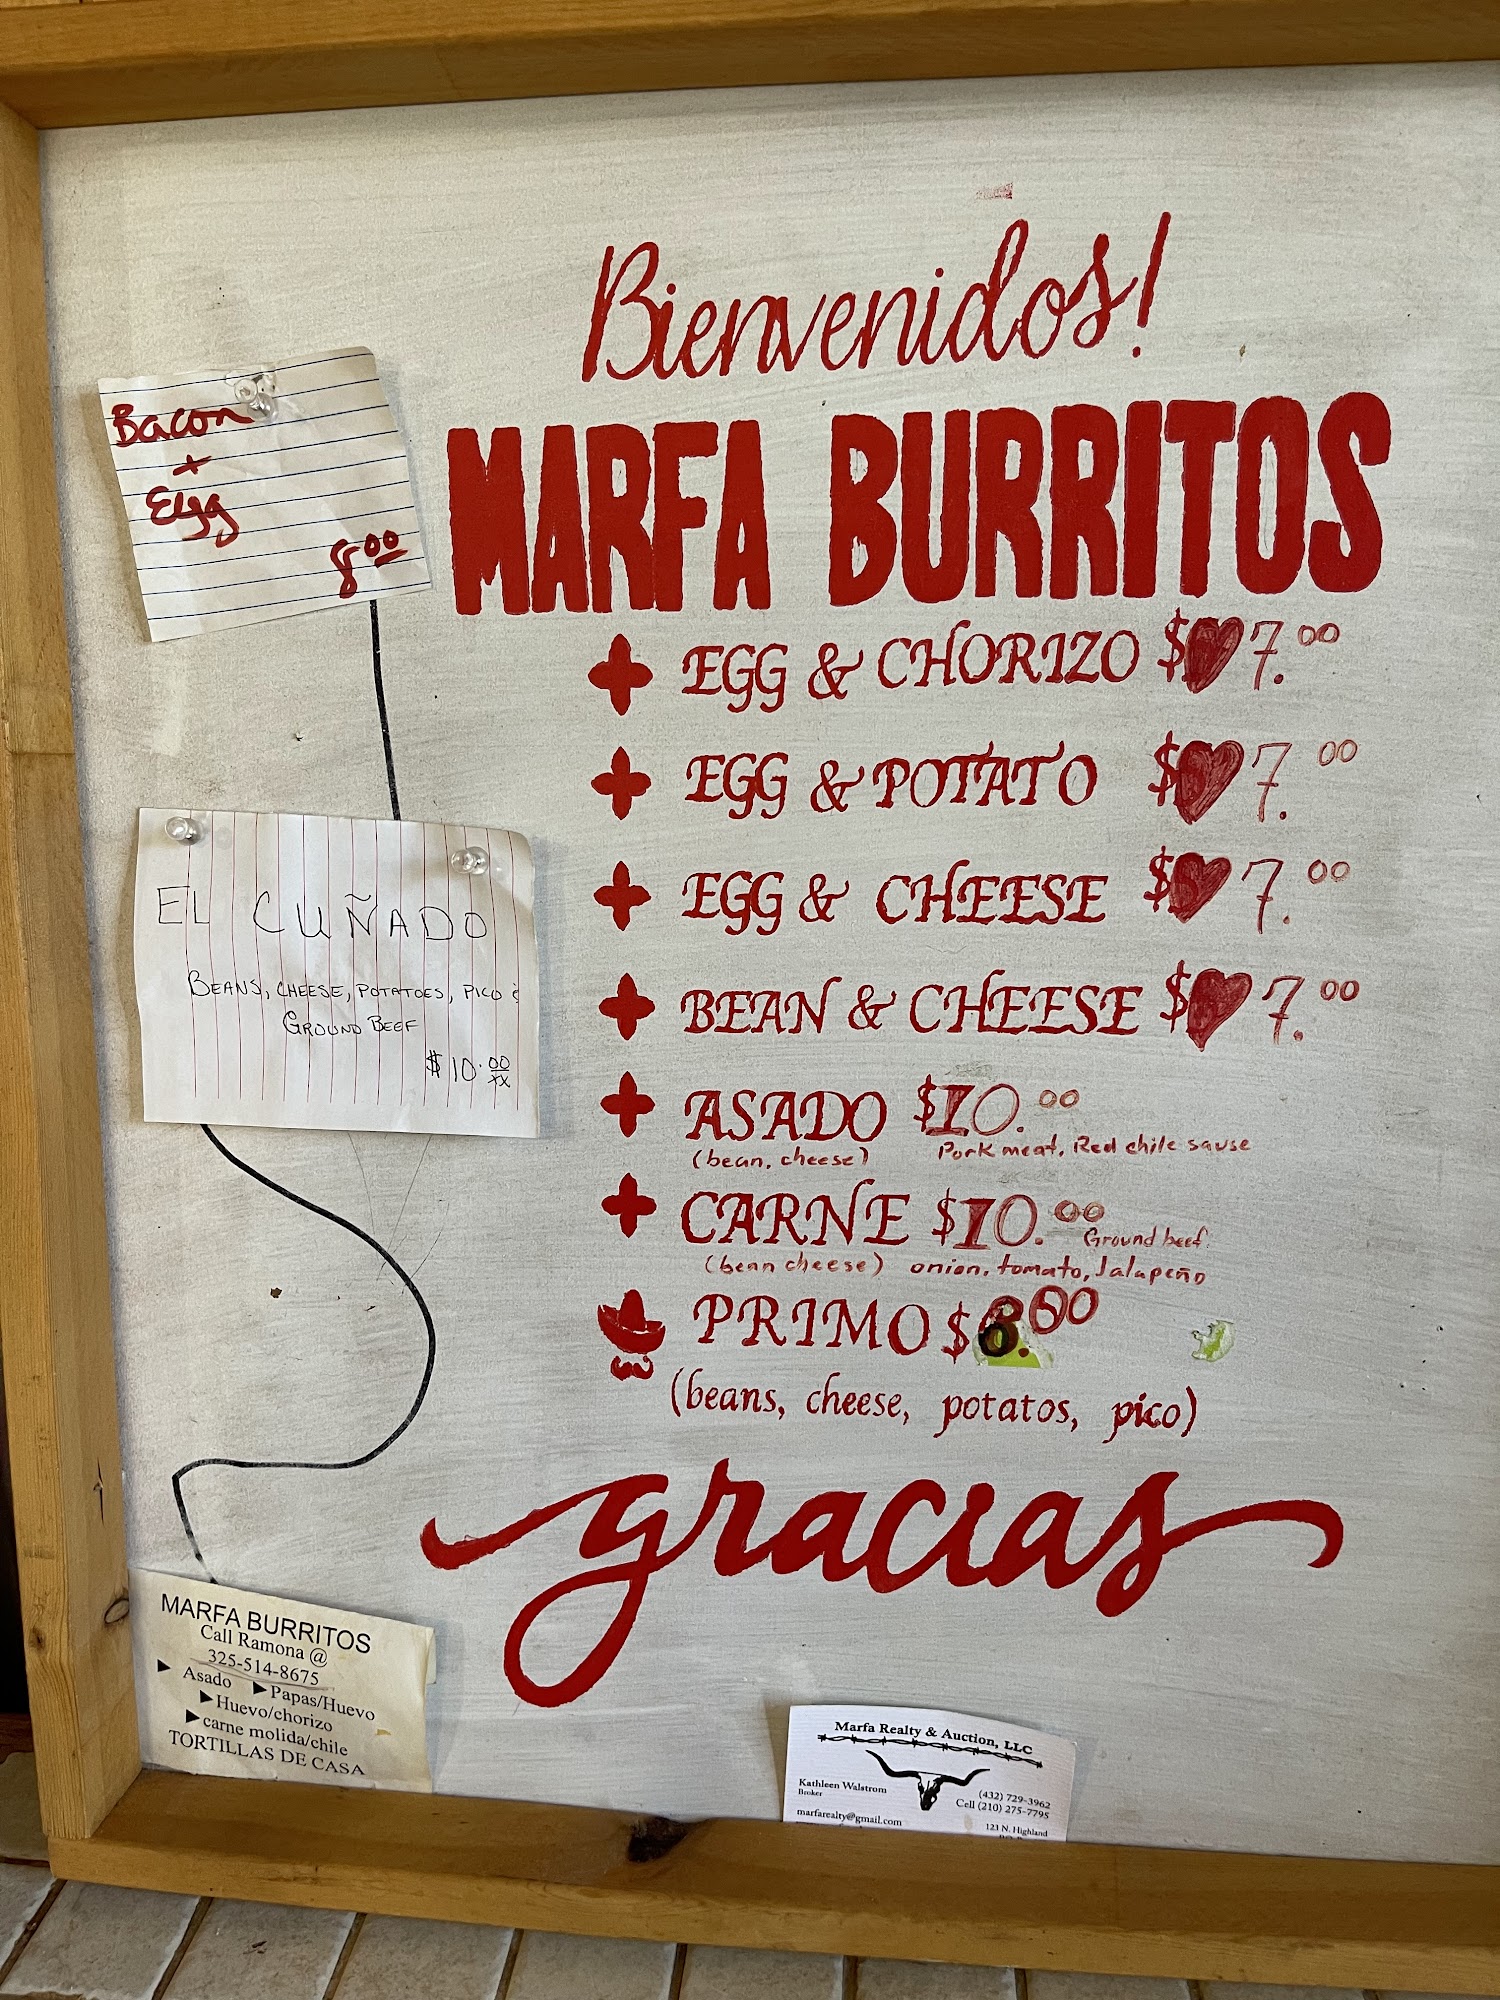 Bienvenidos!
MARFA BURRITOS
EGG & CHORIZO $ 7.00
EGG & POTATO $ 7.00
EGG & CHEESE $ 7.00
BEAN & CHEESE $ 7.00
ASADO $10.00
(bean, cheese) Pork meat, Red chile sause
CARNE $10.00 Ground beef
(bean cheese) onion, tomato, Jalapeño
PRIMO $
(beans, cheese, potatos, pico)
gracias
Bacon
+
Egg
8.00
EL CUÑADO
BEANS, CHEESE, POTATOES, PICO &
GROUND BEEF
$10.00
xx
MARFA BURRITOS
Call Ramona @
325-514-8675
Asado ▶Papas/Huevo
▶Huevo/chorizo
▶carne molida/chile
TORTILLAS DE CASA
Marfa Realty & Auction, LLC
Kathleen Walstrom
Broker
(432) 729-3962
Cell (210) 275-7795
marfarealty@gmail.com
121 N. Highland